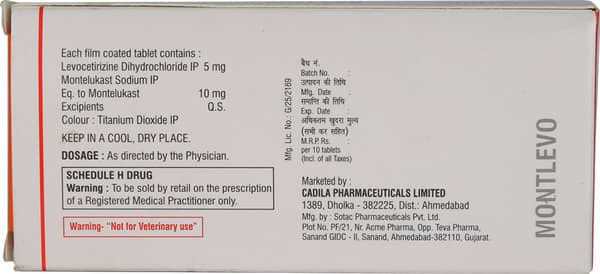 Each film coated tablet contains :
Levocetirizine Dihydrochloride IP 5 mg
Montelukast Sodium IP
Eq. to Montelukast 10 mg
Excipients Q.S.
Colour : Titanium Dioxide IP
KEEP IN A COOL, DRY PLACE.
DOSAGE : As directed by the Physician.
SCHEDULE H DRUG
Warning : To be sold by retail on the prescription
of a Registered Medical Practitioner only.
Warning- "Not for Veterinary use"
Mfg. Lic. No.: G/25/2169
बैच नं.
Batch No. :
उत्पादन की तिथि
Mfg. Date :
समाप्ति की तिथि
Exp. Date :
अधिकतम खुदरा मुल्य
(सभी कर सहित) :
M.R.P. Rs.
per 10 tablets :
(Incl. of all Taxes)
Marketed by :
CADILA PHARMACEUTICALS LIMITED
1389, Dholka - 382225, Dist.: Ahmedabad
Mfg. by : Sotac Pharmaceuticals Pvt. Ltd.
Plot No. PF/21, Nr. Acme Pharma, Opp. Teva Pharma,
Sanand GIDC - II, Sanand, Ahmedabad-382110, Gujarat.
MONTLEVO